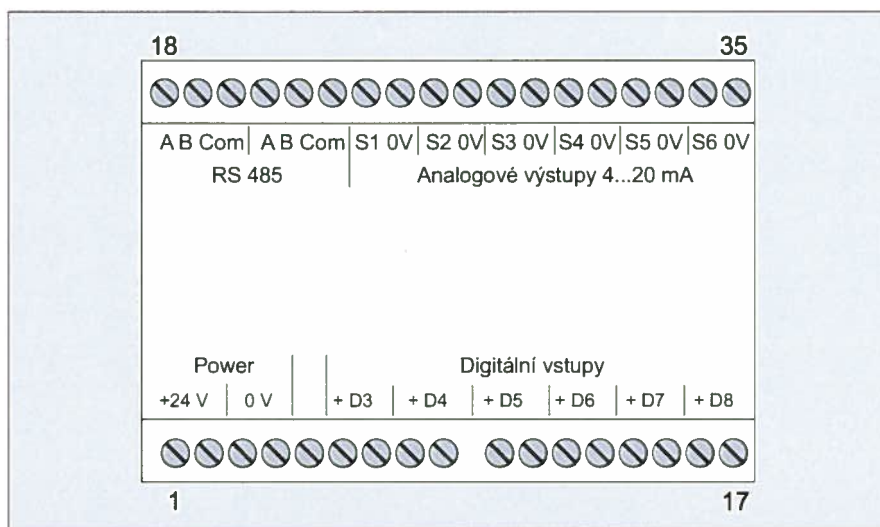 18 35
A B Com A B Com S1 0V S2 0V S3 0V S4 0V S5 0V S6 0V
RS 485 Analogové výstupy 4...20 mA
Power Digitální vstupy
+24 V 0 V + D3 + D4 + D5 + D6 + D7 + D8
1 17